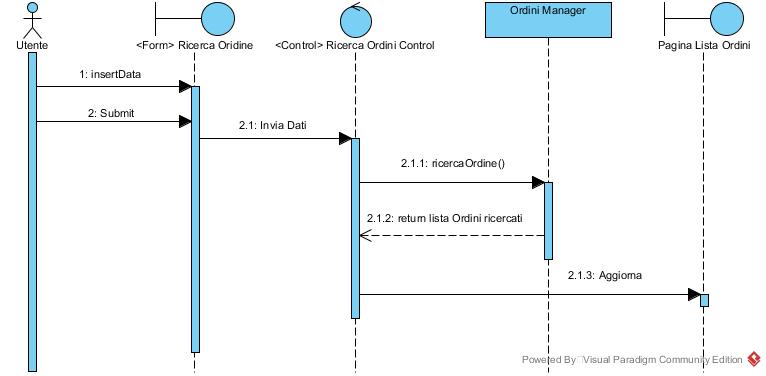 Ordini Manager
Utente
<Form> Ricerca Oridine
<Control> Ricerca Ordini Control
Pagina Lista Ordini
1: insertData
2: Submit
2.1: Invia Dati
2.1.1: ricercaOrdine()
2.1.2: return lista Ordini ricercati
2.1.3: Aggiorna
Powered By Visual Paradigm Community Edition